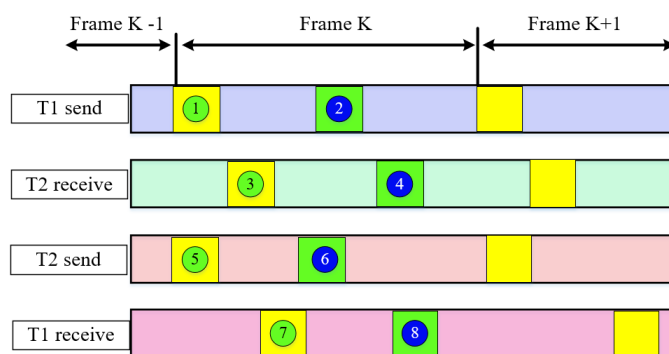 Frame K -1 Frame K Frame K+1
T1 send 1 2
T2 receive 3 4
T2 send 5 6
T1 receive 7 8